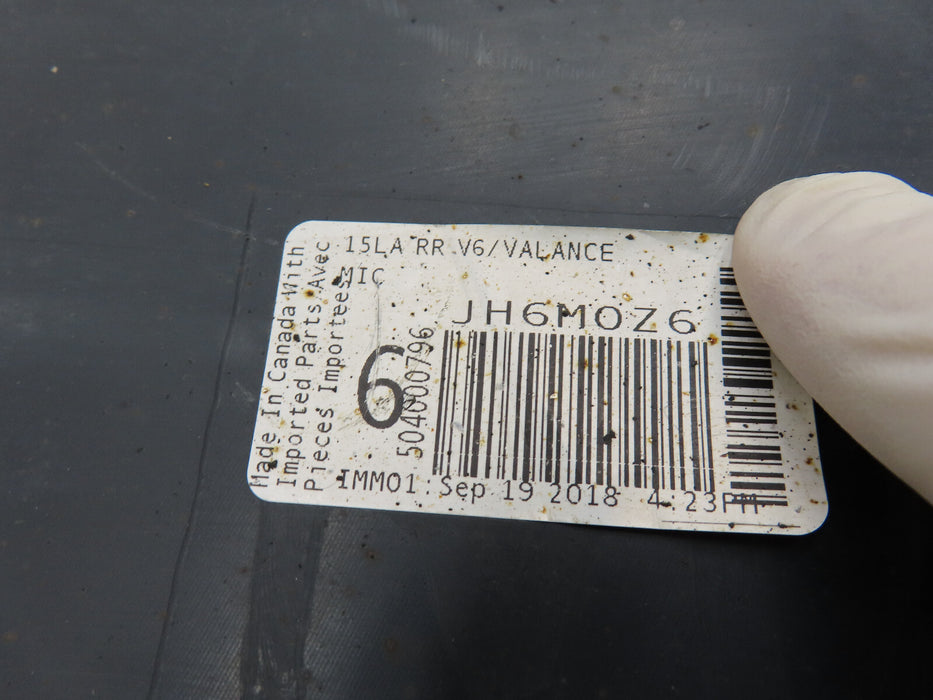 15LA RR V6/VALANCE
MIC
JH6M0Z6
6
504000796
IMM01 Sep 19 2018 4:23PM
Made In Canada With
Imported Parts Avec
Pieces Importees